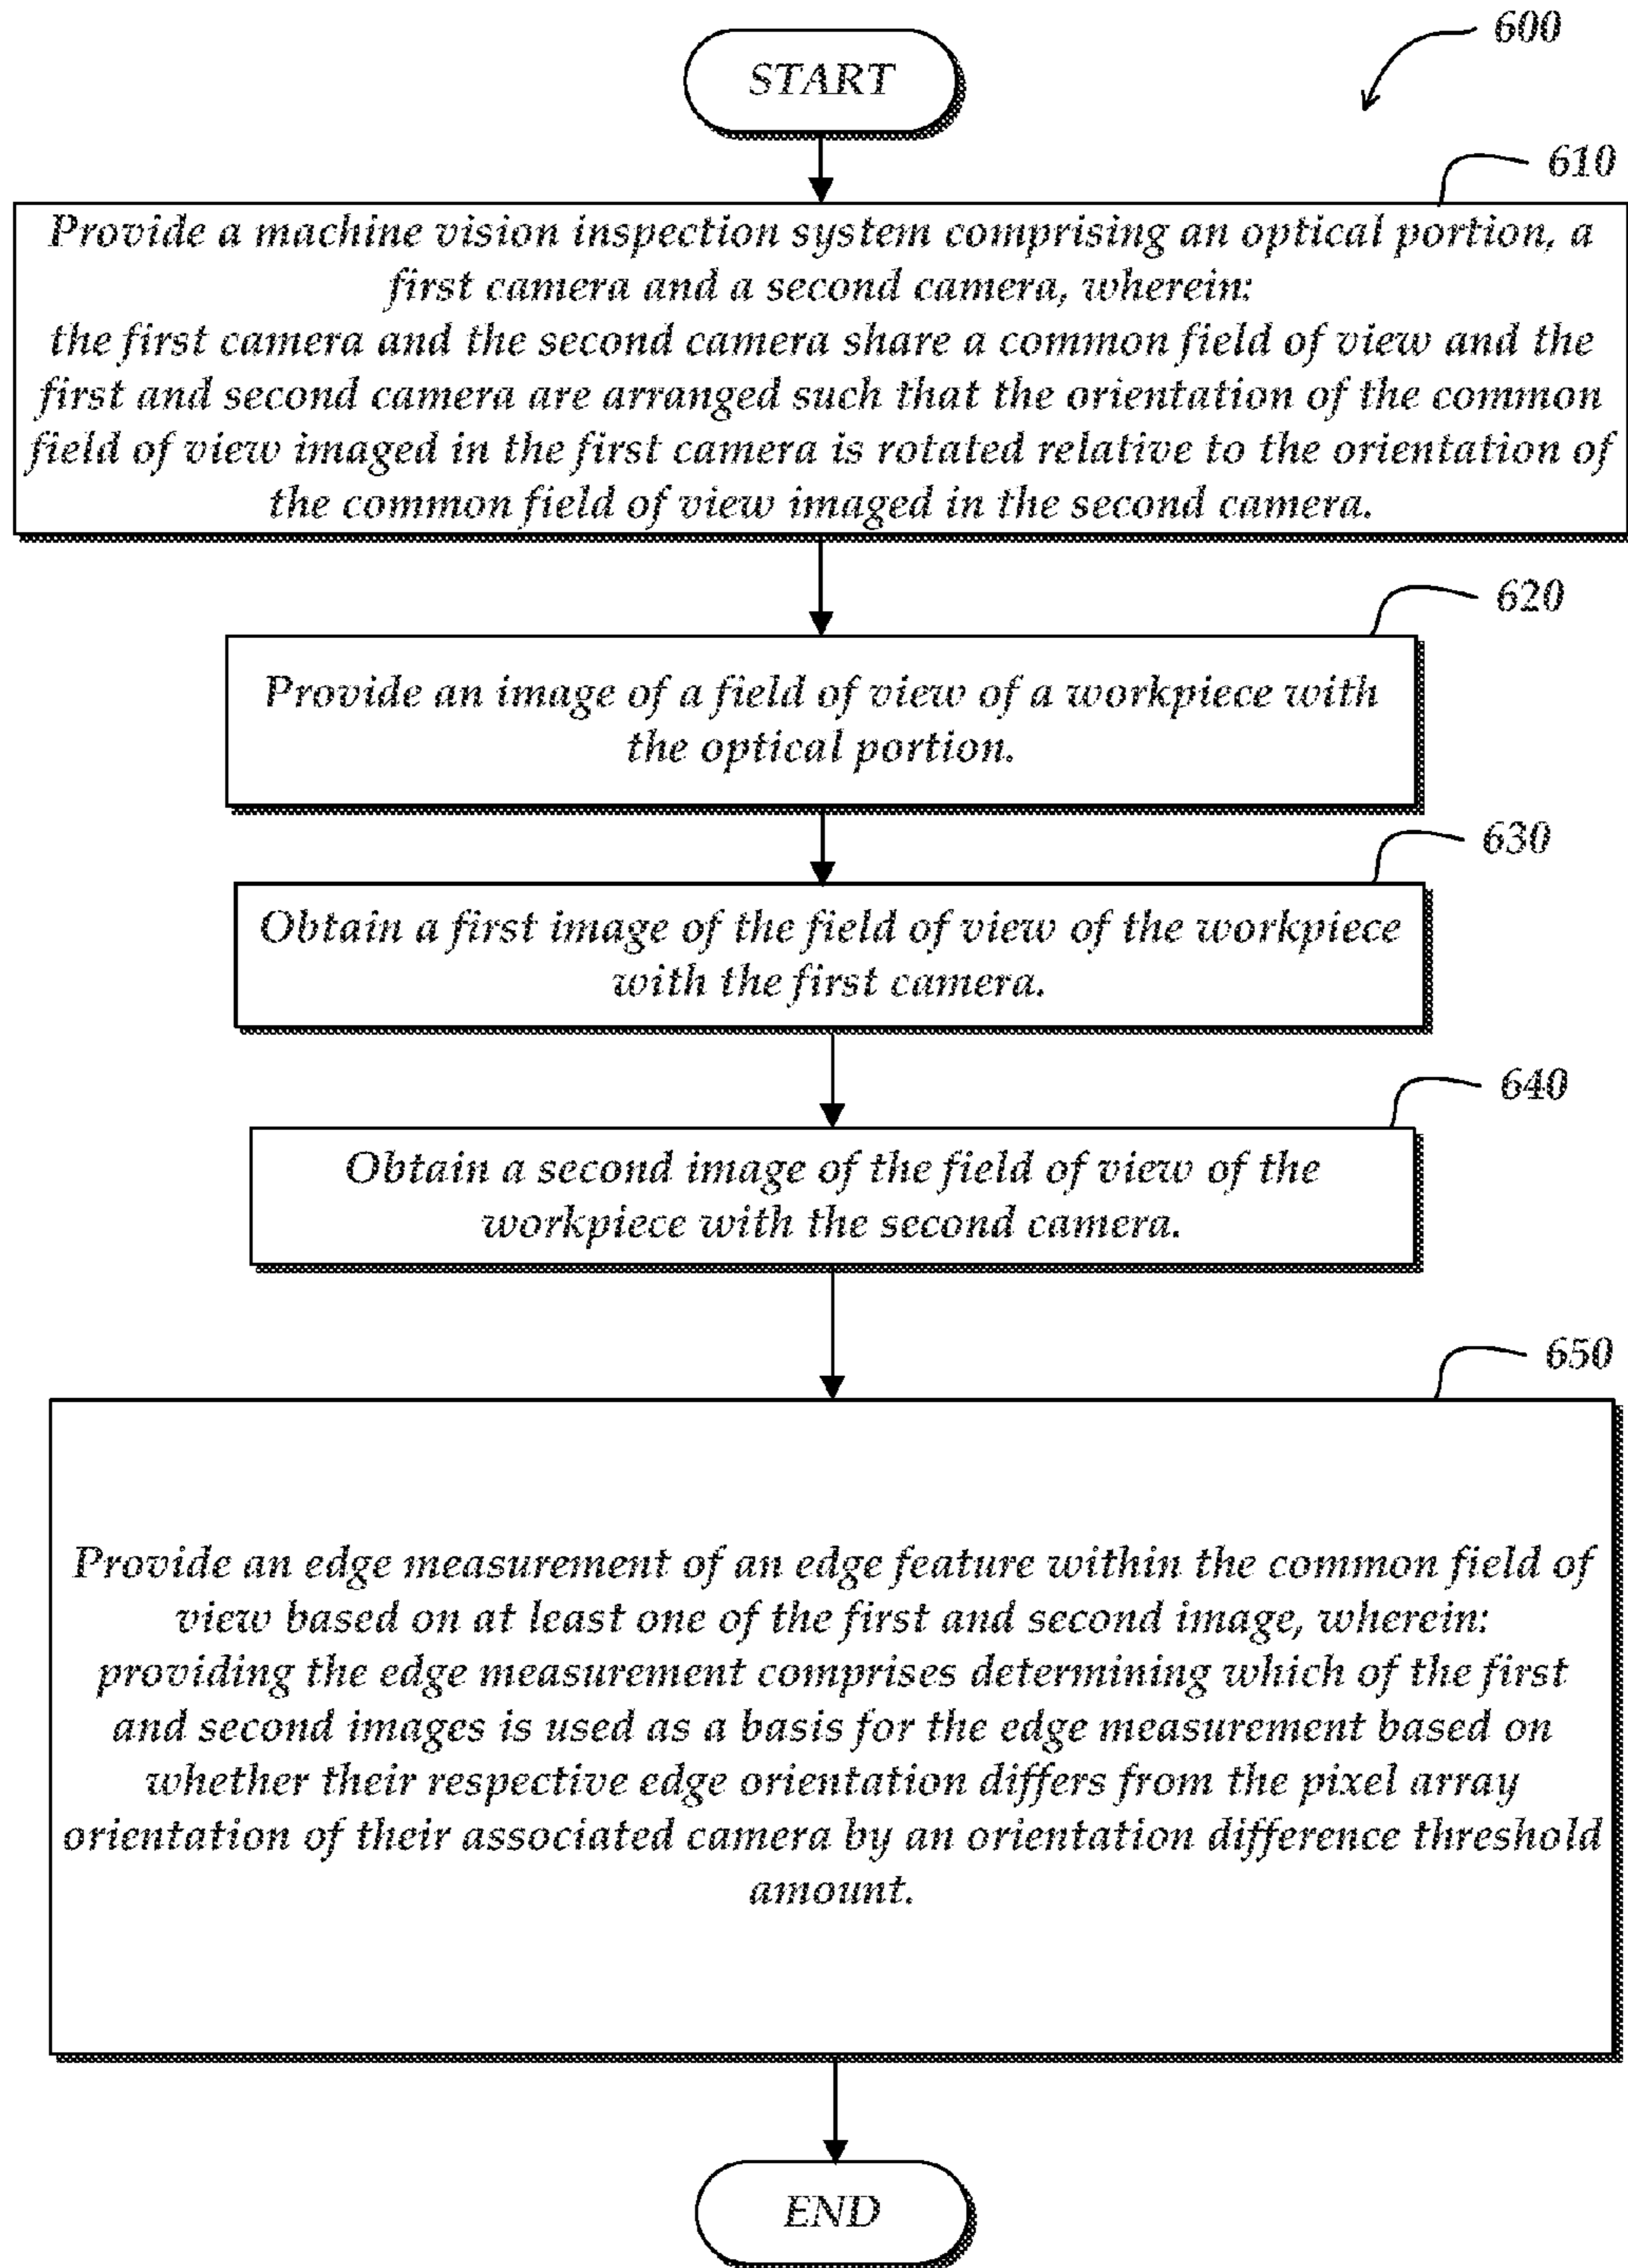 600
START
610
Provide a machine vision inspection system comprising an optical portion, a
first camera and a second camera, wherein:
the first camera and the second camera share a common field of view and the
first and second camera are arranged such that the orientation of the common
field of view imaged in the first camera is rotated relative to the orientation of
the common field of view imaged in the second camera.
620
Provide an image of a field of view of a workpiece with
the optical portion.
630
Obtain a first image of the field of view of the workpiece
with the first camera.
640
Obtain a second image of the field of view of the
workpiece with the second camera.
650
Provide an edge measurement of an edge feature within the common field of
view based on at least one of the first and second image, wherein:
providing the edge measurement comprises determining which of the first
and second images is used as a basis for the edge measurement based on
whether their respective edge orientation differs from the pixel array
orientation of their associated camera by an orientation difference threshold
amount.
END